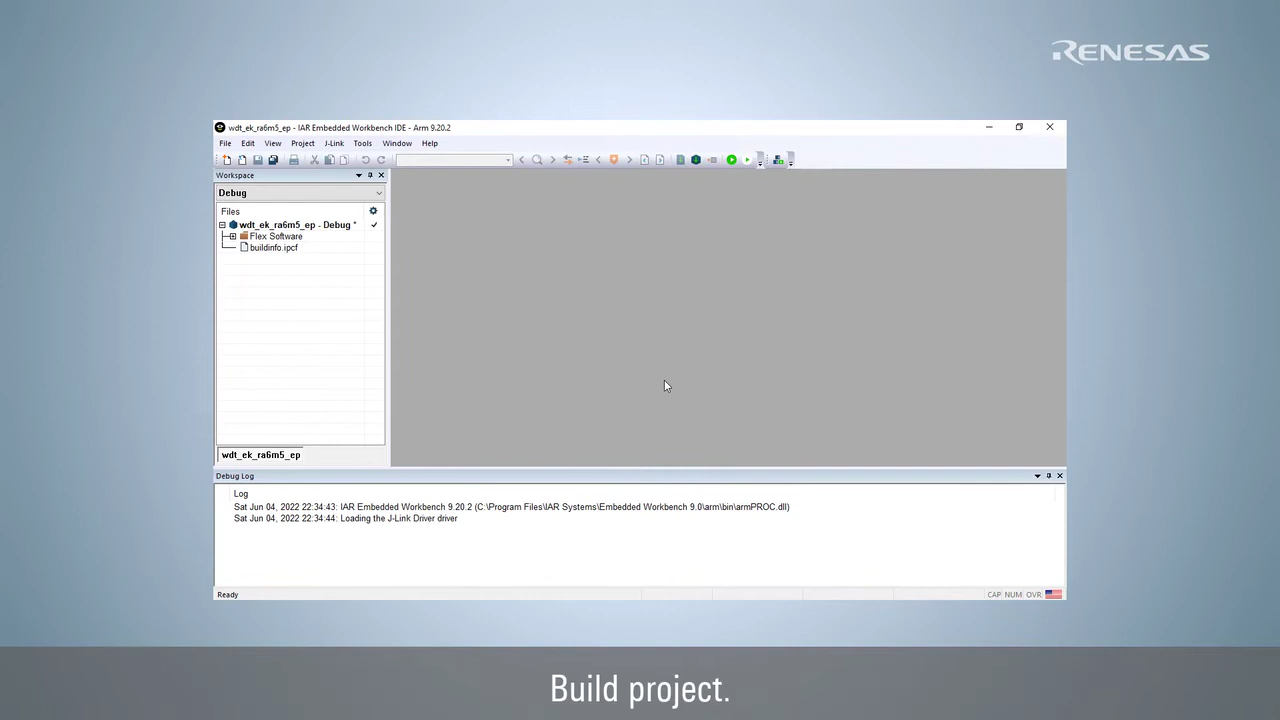 RENESAS
wdt_ek_ra6m5_ep - IAR Embedded Workbench IDE - Arm 9.20.2
File Edit View Project J-Link Tools Window Help
Workspace
Debug
Files
wdt_ek_ra6m5_ep - Debug *
Flex Software
buildinfo.ipcf
wdt_ek_ra6m5_ep
Debug Log
Log
Sat Jun 04, 2022 22:34:43: IAR Embedded Workbench 9.20.2 (C:\Program Files\IAR Systems\Embedded Workbench 9.0\arm\bin\armPROC.dll)
Sat Jun 04, 2022 22:34:44: Loading the J-Link Driver driver
Ready CAP NUM OVR
Build project.